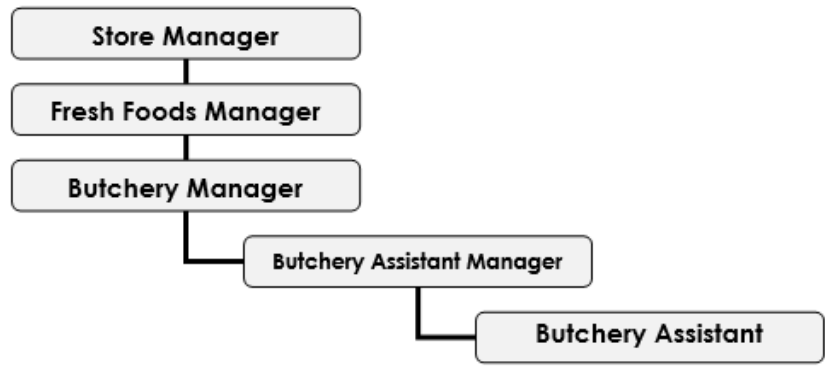 Store Manager
Fresh Foods Manager
Butchery Manager
Butchery Assistant Manager
Butchery Assistant